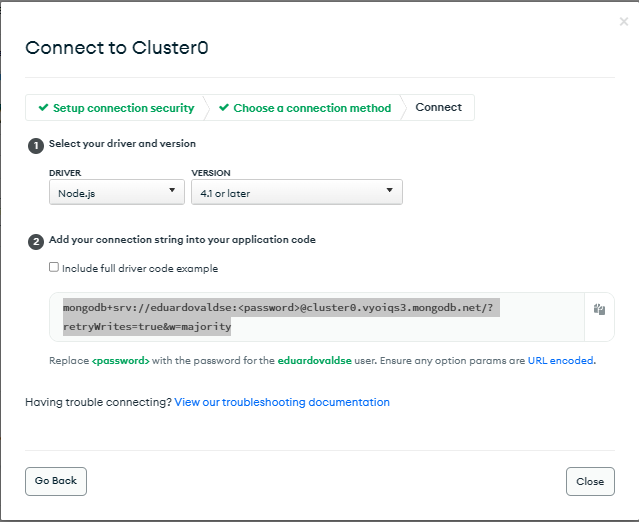 ×
Connect to Cluster0
✔ Setup connection security
✔ Choose a connection method
Connect
1 Select your driver and version
DRIVER
VERSION
Node.js
4.1 or later
2 Add your connection string into your application code
Include full driver code example
mongodb+srv://eduardovaldse:<password>@cluster0.vyoiqs3.mongodb.net/?
retryWrites=true&w=majority
Replace <password> with the password for the eduardovaldse user. Ensure any option params are URL encoded.
Having trouble connecting? View our troubleshooting documentation
Go Back
Close